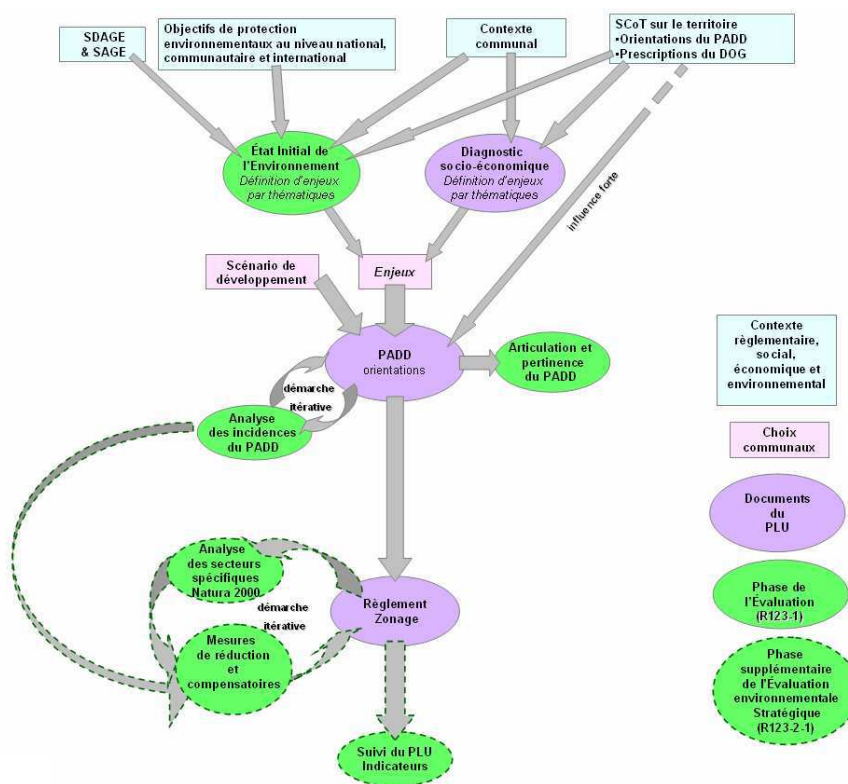 SDAGE
& SAGE
Objectifs de protection
environnementaux au niveau national,
communautaire et international
Contexte
communal
SCoT sur le territoire
•Orientations du PADD
•Prescriptions du DOG
État Initial de
l'Environnement
Définition d'enjeux
par thématiques
Diagnostic
socio-économique
Définition d'enjeux
par thématiques
influence forte
Scénario de
développement
Enjeux
PADD
orientations
Articulation et
pertinence
du PADD
démarche
itérative
Analyse
des incidences
du PADD
Analyse
des secteurs
spécifiques
Natura 2000
démarche
itérative
Mesures
de réduction
et
compensatoires
Règlement
Zonage
Suivi du PLU
Indicateurs
Contexte
règlementaire,
social,
économique et
environnemental
Choix
communaux
Documents
du
PLU
Phase de
l'Évaluation
(R123-1)
Phase
supplémentaire
de l'Évaluation
environnementale
Stratégique
(R123-2-1)